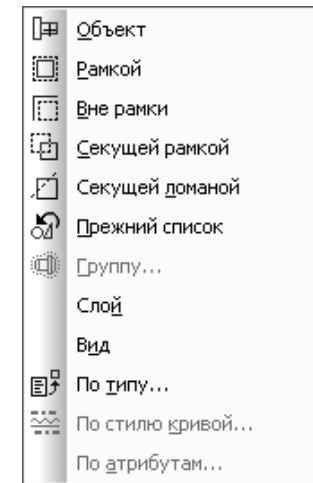 Объект
Рамкой
Вне рамки
Секущей рамкой
Секущей ломаной
Прежний список
Группу...
Слой
Вид
По типу...
По стилю кривой...
По атрибутам...